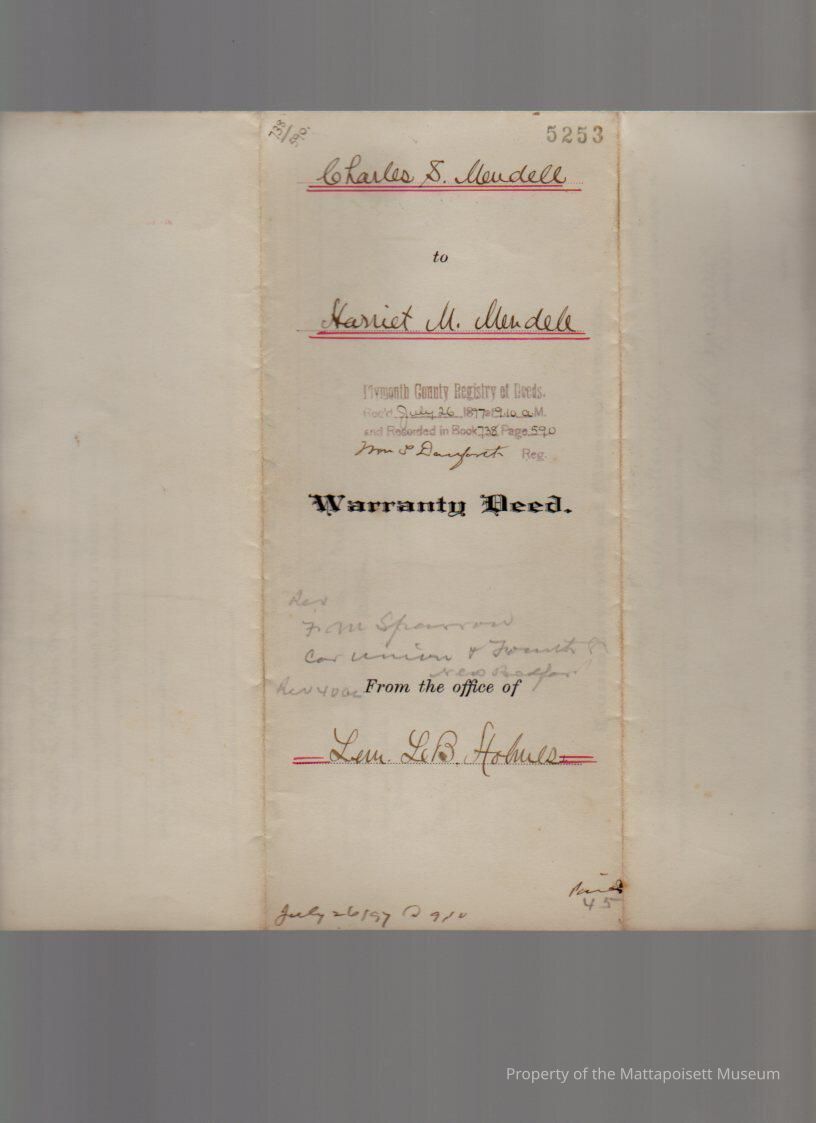 738/590.
5253
Charles S. Mendell
to
Harriet M. Mendell
Plymouth County Registry of Deeds.
Rec'd July 26 1897 at 9.10 a.M.
and Recorded in Book 738 Page 590
Wm S Danforth Reg.
Warranty Deed.
F. M Sparrow
Cor Union & Fourth
New Bedford
From the office of
Lem. LeB. Holmes
45
July 26/97 @ 9/10
Property of the Mattapoisett Museum